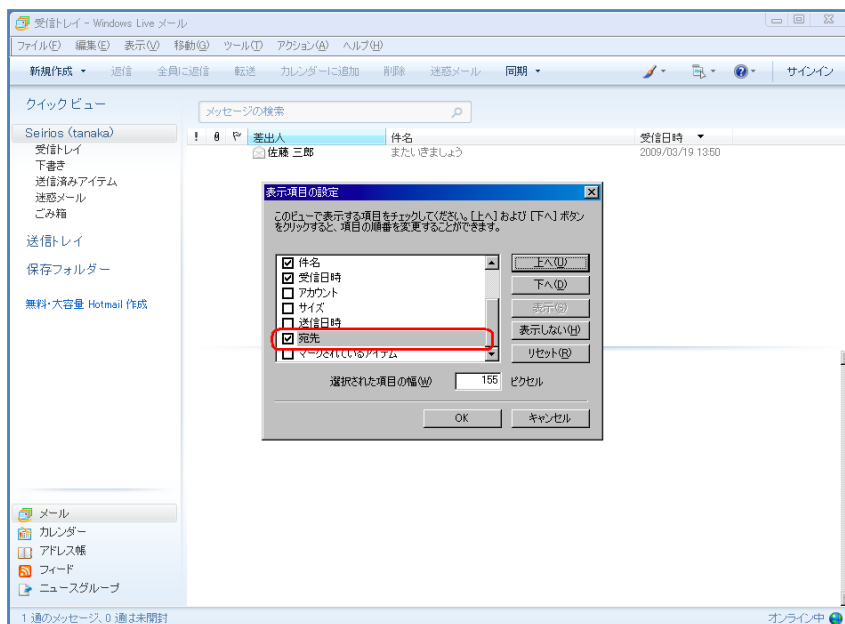 受信トレイ - Windows Live メール
ファイル(F) 編集(E) 表示(V) 移動(G) ツール(T) アクション(A) ヘルプ(H)
新規作成 返信 全員に返信 転送 カレンダーに追加 削除 迷惑メール 同期 サインイン
クイック ビュー
メッセージの検索
Seirios (tanaka)
! 差出人 件名 受信日時
受信トレイ
佐藤 三郎 またいきましょう 2009/03/19 13:50
下書き
送信済みアイテム
迷惑メール
ごみ箱
送信トレイ
保存フォルダー
無料・大容量 Hotmail 作成
表示項目の設定
このビューで表示する項目をチェックしてください。[上へ] および [下へ] ボタン
をクリックすると、項目の順番を変更することができます。
件名
受信日時
アカウント
サイズ
送信日時
宛先
マークされているアイテム
上へ(U)
下へ(D)
表示(S)
表示しない(H)
リセット(R)
選択された項目の幅(W) 155 ピクセル
OK キャンセル
メール
カレンダー
アドレス帳
フィード
ニュースグループ
1 通のメッセージ、0 通は未開封 オンライン中